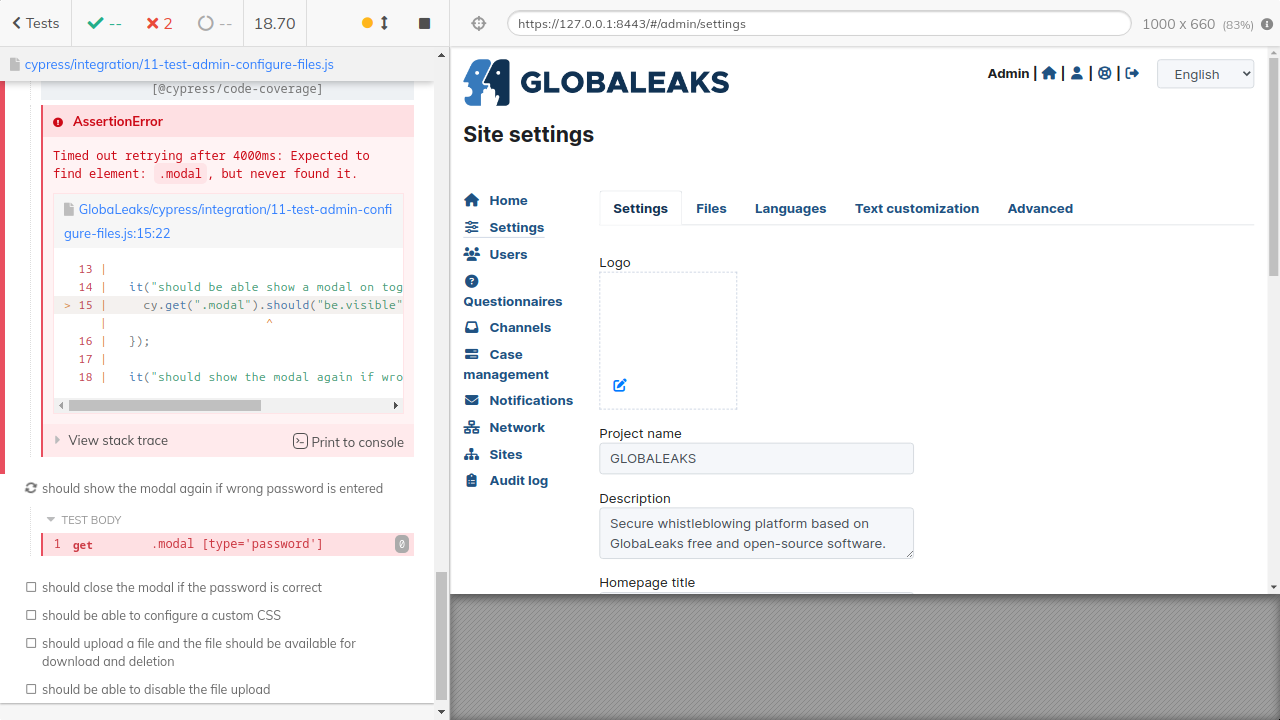 Tests
--
2
--
18.70
cypress/integration/11-test-admin-configure-files.js
[@cypress/code-coverage]
AssertionError
Timed out retrying after 4000ms: Expected to
find element: .modal, but never found it.
GlobaLeaks/cypress/integration/11-test-admin-confi
gure-files.js:15:22
13 |
14 | it("should be able show a modal on tog
> 15 | cy.get(".modal").should("be.visible"
| ^
16 | });
17 |
18 | it("should show the modal again if wro
View stack trace
Print to console
should show the modal again if wrong password is entered
TEST BODY
1 get .modal [type='password'] 0
should close the modal if the password is correct
should be able to configure a custom CSS
should upload a file and the file should be available for
download and deletion
should be able to disable the file upload
https://127.0.0.1:8443/#/admin/settings
1000 x 660 (83%)
GLOBALEAKS
Admin | | | |
English
Site settings
Home
Settings
Users
Questionnaires
Channels
Case
management
Notifications
Network
Sites
Audit log
Settings
Files
Languages
Text customization
Advanced
Logo
Project name
GLOBALEAKS
Description
Secure whistleblowing platform based on
GlobaLeaks free and open-source software.
Homepage title